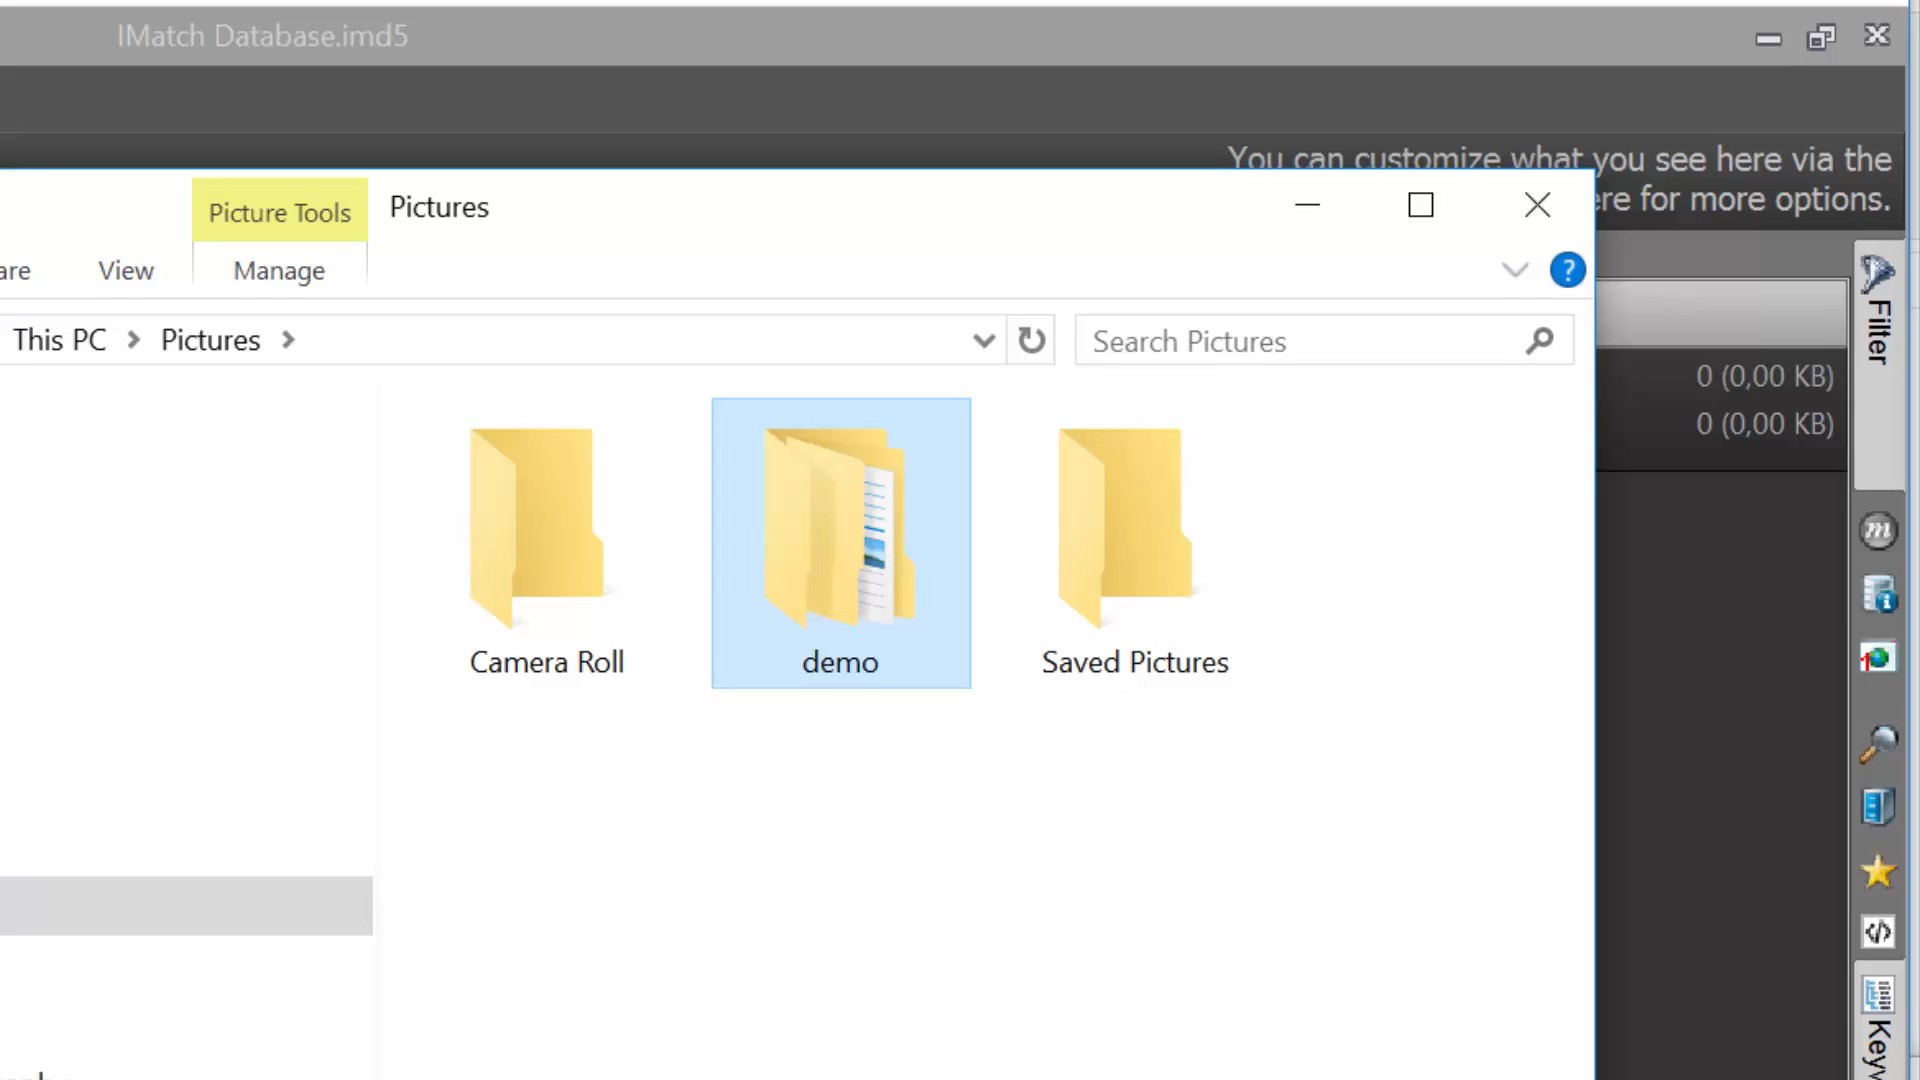 IMatch Database.imd5
You can customize what you see here via the
ere for more options.
Picture Tools
Pictures
are
View
Manage
?
This PC
Pictures
Search Pictures
Filter
0 (0,00 KB)
0 (0,00 KB)
m
Camera Roll
demo
Saved Pictures
Keyw